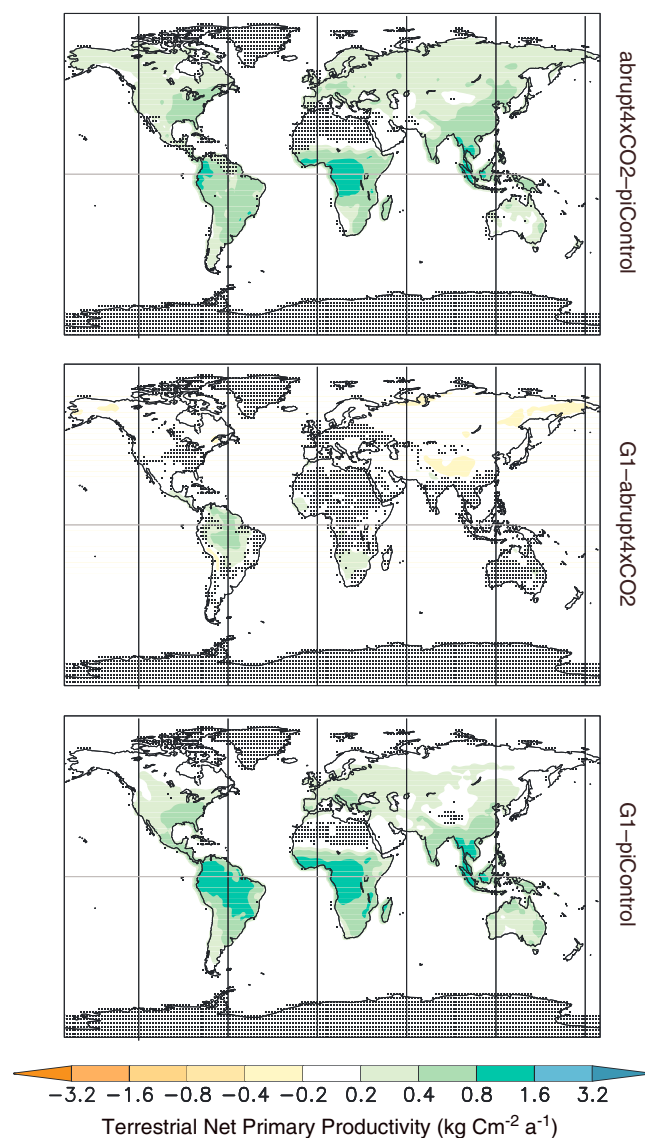 abrupt4xCO2–piControl
G1–abrupt4xCO2
G1–piControl
−3.2 −1.6 −0.8 −0.4 −0.2 0.2 0.4 0.8 1.6 3.2
Terrestrial Net Primary Productivity (kg Cm⁻² a⁻¹)